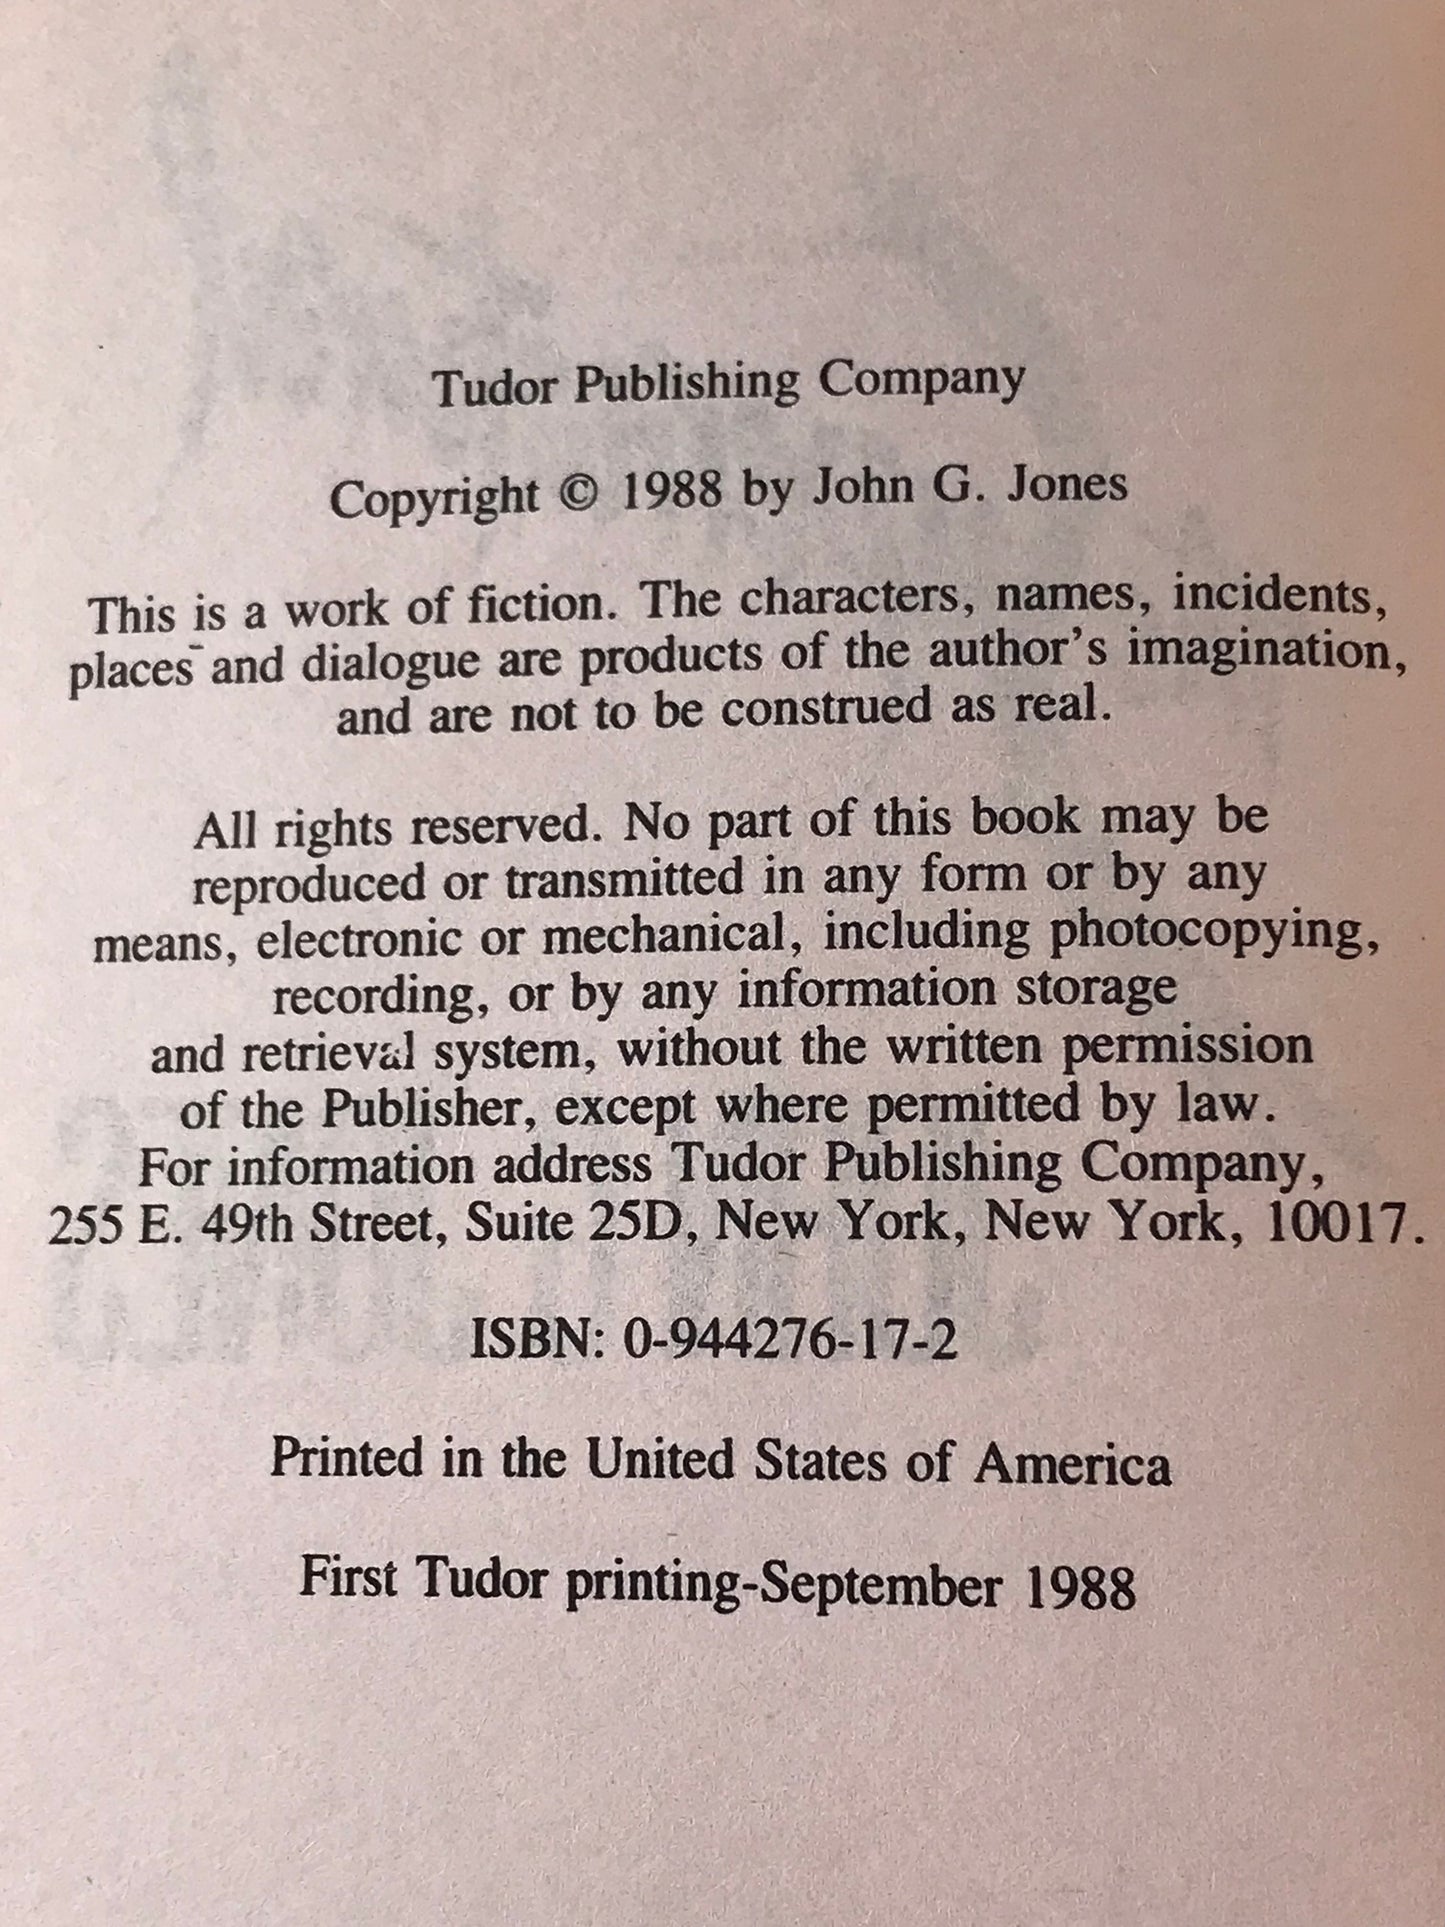 Tudor Publishing Company
Copyright © 1988 by John G. Jones
This is a work of fiction. The characters, names, incidents,
places and dialogue are products of the author's imagination,
and are not to be construed as real.
All rights reserved. No part of this book may be
reproduced or transmitted in any form or by any
means, electronic or mechanical, including photocopying,
recording, or by any information storage
and retrieval system, without the written permission
of the Publisher, except where permitted by law.
For information address Tudor Publishing Company,
255 E. 49th Street, Suite 25D, New York, New York, 10017.
ISBN: 0-944276-17-2
Printed in the United States of America
First Tudor printing-September 1988